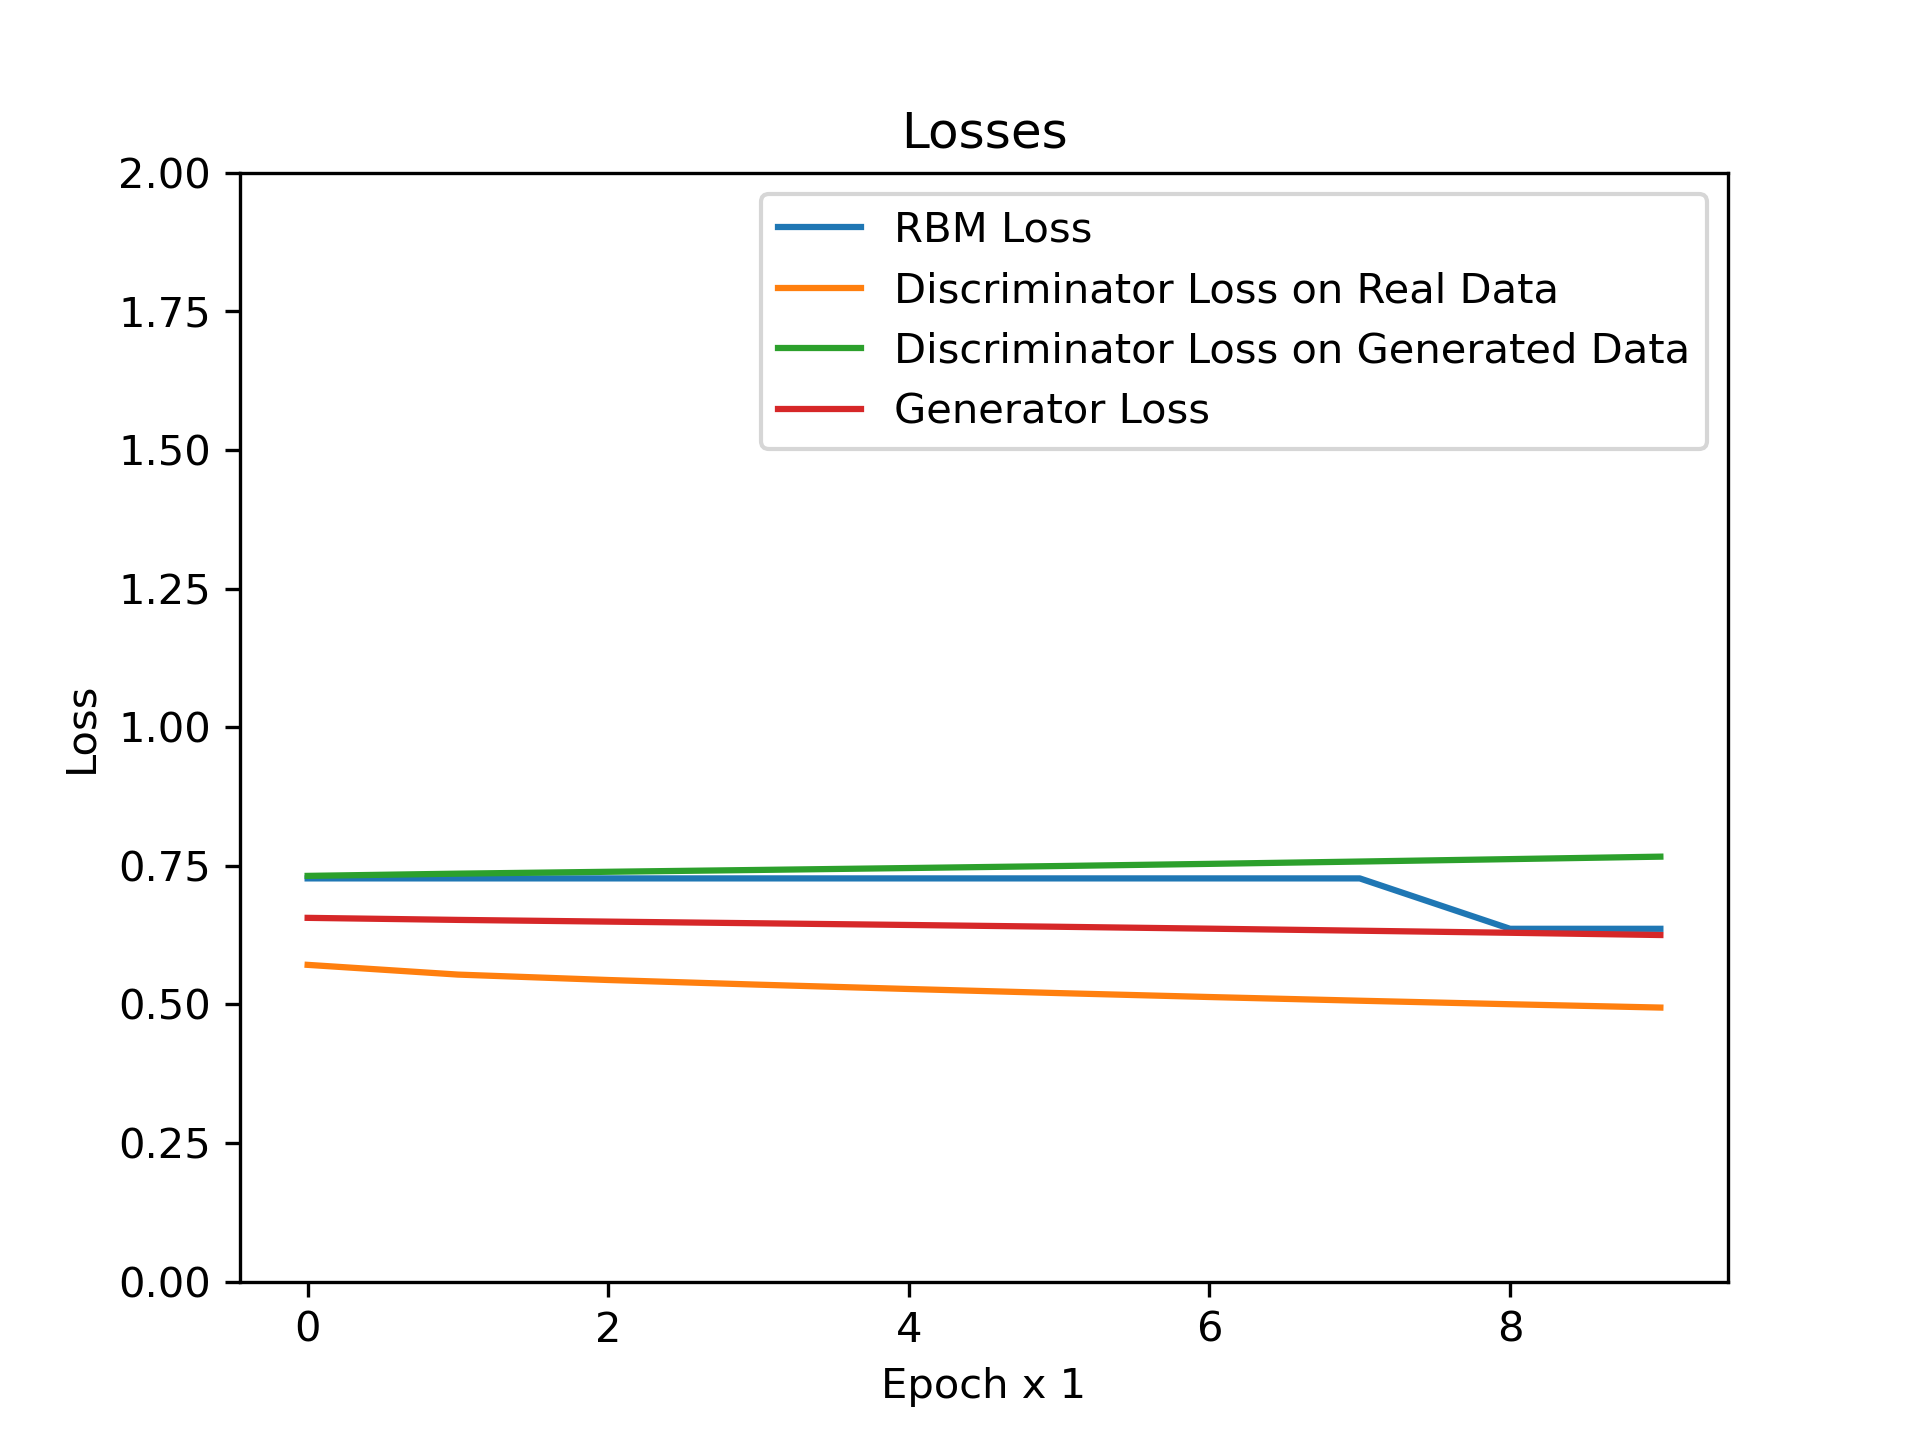 Losses
2.00
1.75
1.50
1.25
1.00
0.75
0.50
0.25
0.00
Loss
RBM Loss
Discriminator Loss on Real Data
Discriminator Loss on Generated Data
Generator Loss
0 2 4 6 8
Epoch x 1